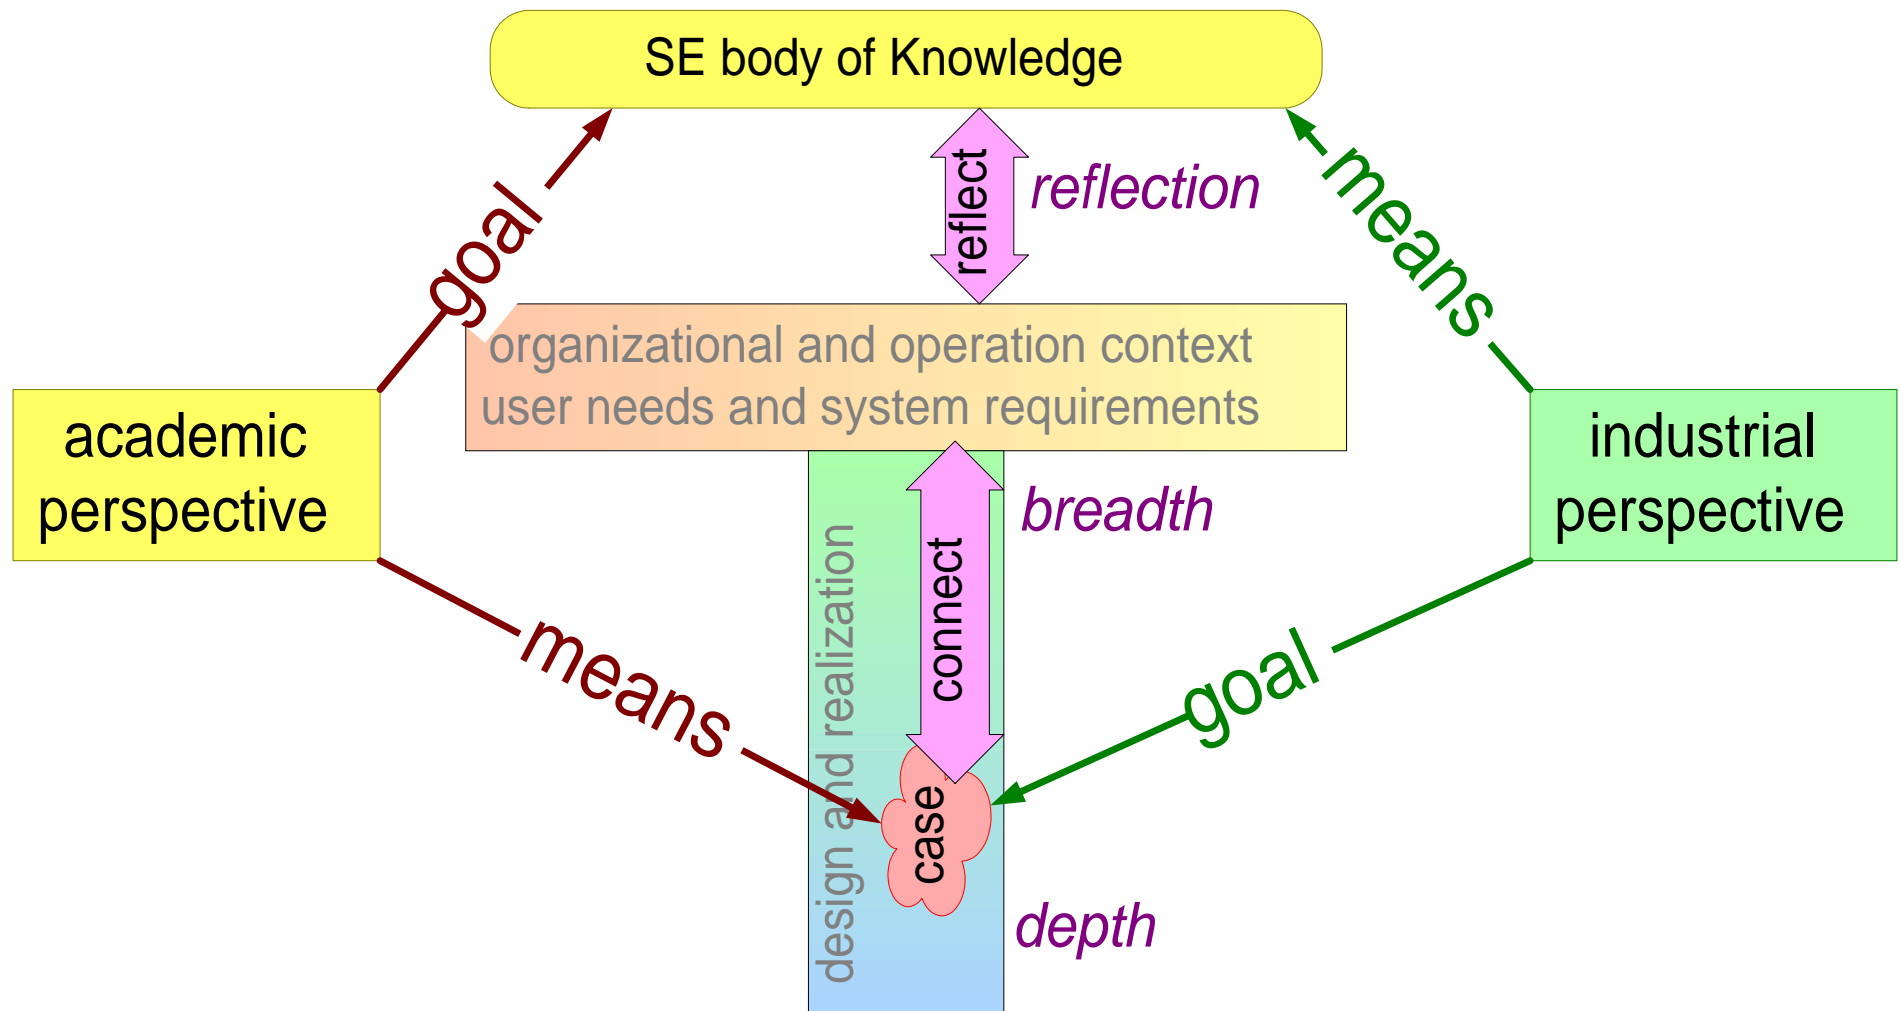 SE body of Knowledge
goal
reflect
reflection
means
organizational and operation context
user needs and system requirements
academic
perspective
industrial
perspective
breadth
design and realization
connect
means
goal
case
depth